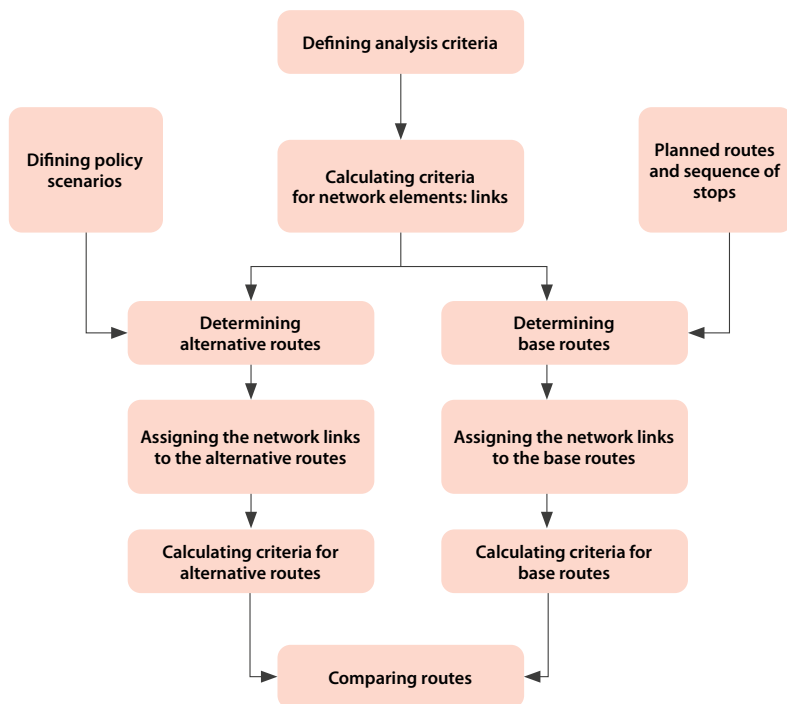 Defining analysis criteria
Difining policy
scenarios
Calculating criteria
for network elements: links
Planned routes
and sequence of
stops
Determining
alternative routes
Determining
base routes
Assigning the network links
to the alternative routes
Assigning the network links
to the base routes
Calculating criteria for
alternative routes
Calculating criteria for
base routes
Comparing routes